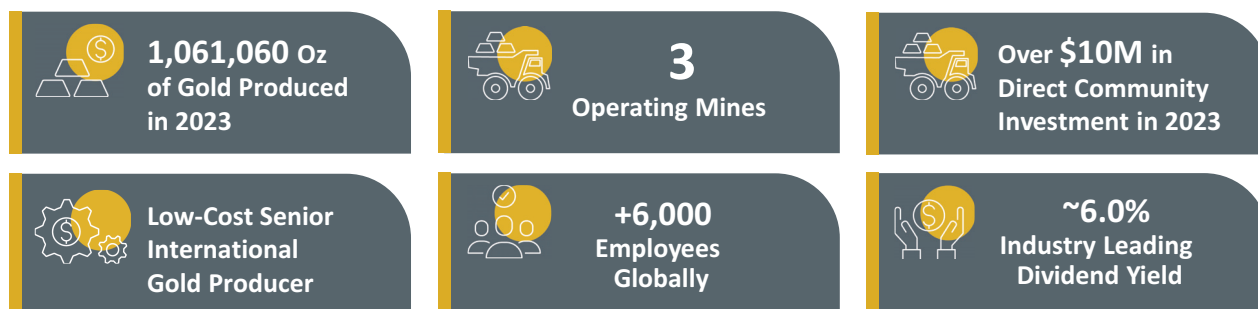 1,061,060 Oz
of Gold Produced
in 2023
3
Operating Mines
Over $10M in
Direct Community
Investment in 2023
Low-Cost Senior
International
Gold Producer
+6,000
Employees
Globally
~6.0%
Industry Leading
Dividend Yield